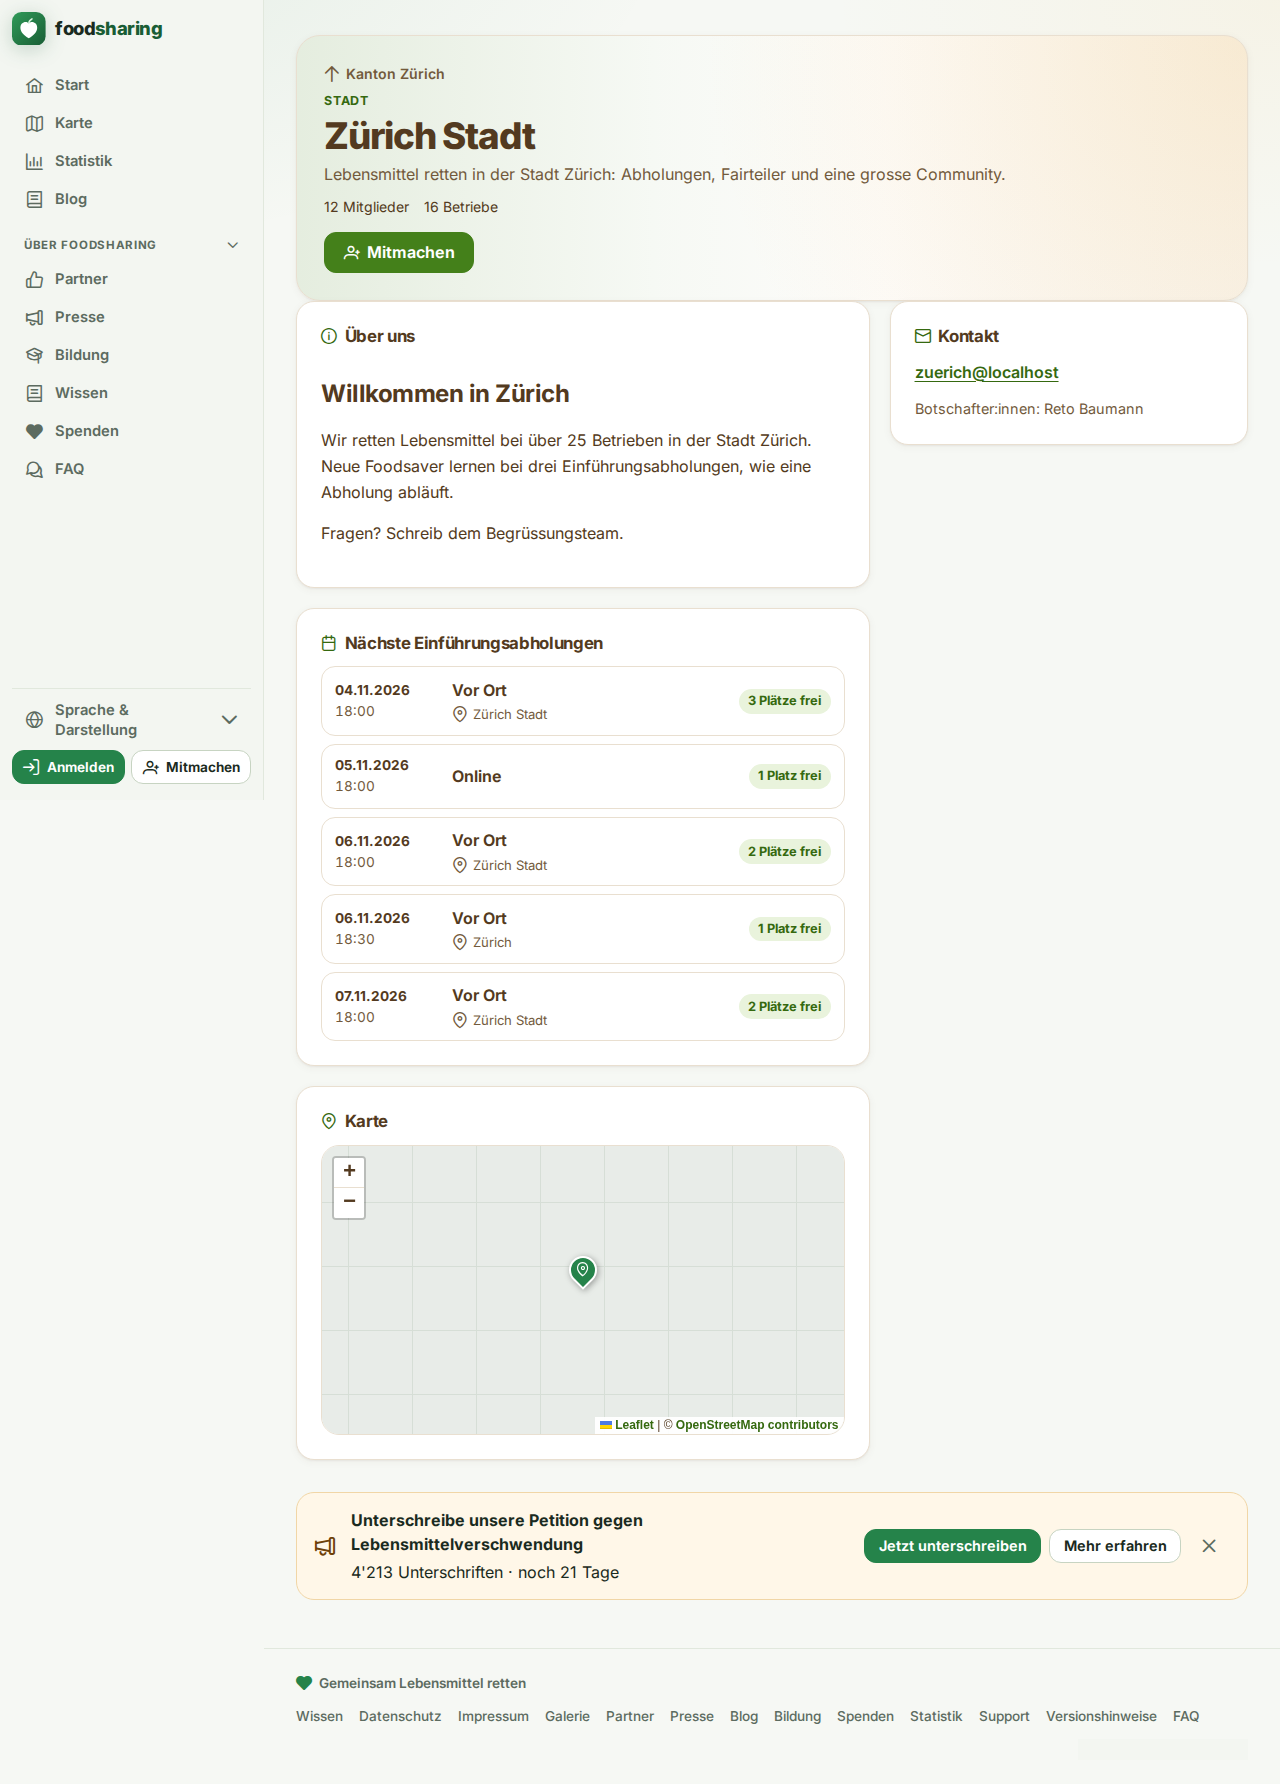 foodsharing
Start
Karte
Statistik
Blog
ÜBER FOODSHARING
Partner
Presse
Bildung
Wissen
Spenden
FAQ
Sprache &
Darstellung
Anmelden
Mitmachen
Kanton Zürich
STADT
Zürich Stadt
Lebensmittel retten in der Stadt Zürich: Abholungen, Fairteiler und eine grosse Community.
12 Mitglieder 16 Betriebe
Mitmachen
Über uns
Willkommen in Zürich
Wir retten Lebensmittel bei über 25 Betrieben in der Stadt Zürich.
Neue Foodsaver lernen bei drei Einführungsabholungen, wie eine
Abholung abläuft.
Fragen? Schreib dem Begrüssungsteam.
Kontakt
zuerich@localhost
Botschafter:innen: Reto Baumann
Nächste Einführungsabholungen
04.11.2026
18:00
Vor Ort
Zürich Stadt
3 Plätze frei
05.11.2026
18:00
Online
1 Platz frei
06.11.2026
18:00
Vor Ort
Zürich Stadt
2 Plätze frei
06.11.2026
18:30
Vor Ort
Zürich
1 Platz frei
07.11.2026
18:00
Vor Ort
Zürich Stadt
2 Plätze frei
Karte
+
−
Leaflet | © OpenStreetMap contributors
Unterschreibe unsere Petition gegen
Lebensmittelverschwendung
4'213 Unterschriften · noch 21 Tage
Jetzt unterschreiben
Mehr erfahren
Gemeinsam Lebensmittel retten
Wissen Datenschutz Impressum Galerie Partner Presse Blog Bildung Spenden Statistik Support Versionshinweise FAQ